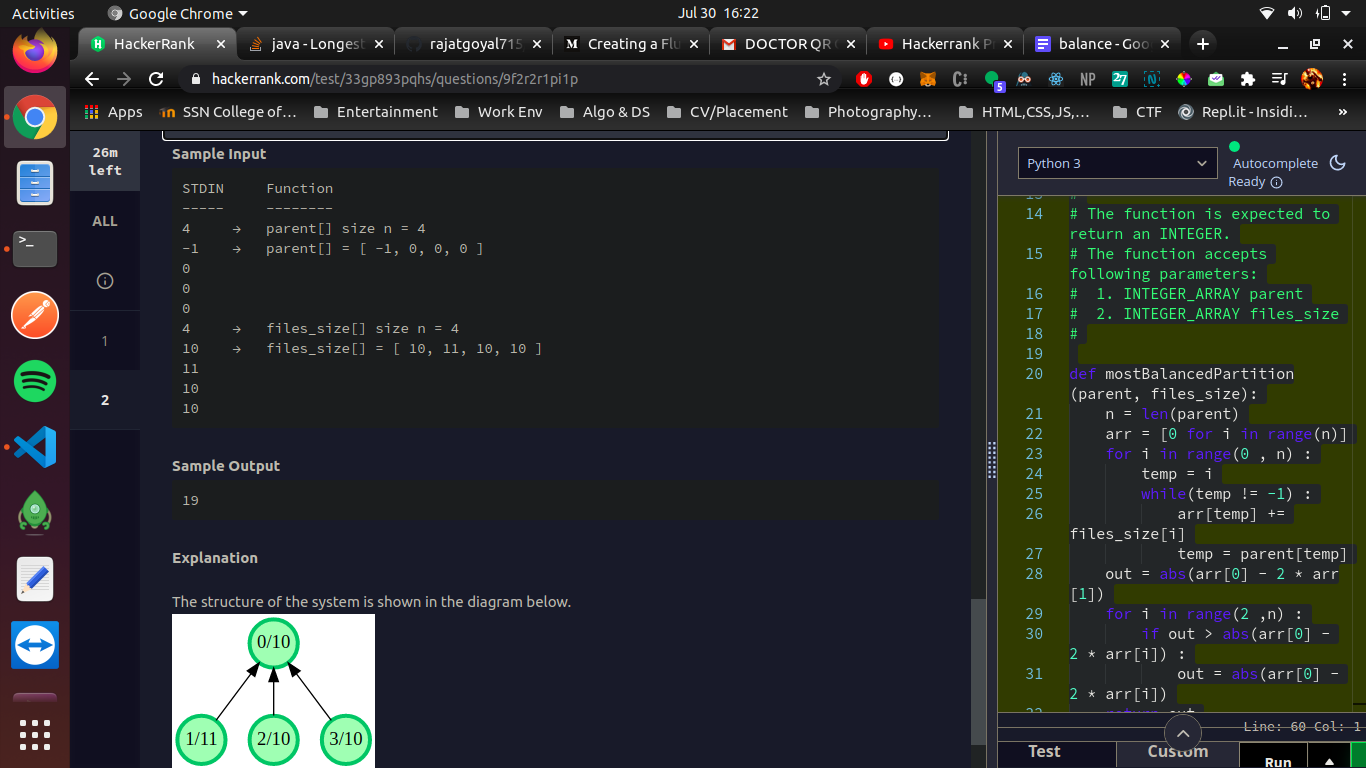 Activities
Google Chrome
Jul 30 16:22
HackerRank
java - Longest
rajatgoyal715
Creating a Flu
DOCTOR QR
Hackerrank P
balance - Goo
hackerrank.com/test/33gp893pqhs/questions/9f2r2r1pi1p
5
NP
27
Apps
SSN College of...
Entertainment
Work Env
Algo & DS
CV/Placement
Photography...
HTML,CSS,JS,...
CTF
Repl.it - Insidi...
»
26m
left
ALL
1
2
Sample Input
STDIN Function
----- --------
4 → parent[] size n = 4
-1 → parent[] = [ -1, 0, 0, 0 ]
0
0
0
4 → files_size[] size n = 4
10 → files_size[] = [ 10, 11, 10, 10 ]
11
10
10
Sample Output
19
Explanation
The structure of the system is shown in the diagram below.
0/10
1/11 2/10 3/10
Python 3
Autocomplete
Ready
14 # The function is expected to
return an INTEGER.
15 # The function accepts
following parameters:
16 #  1. INTEGER_ARRAY parent
17 #  2. INTEGER_ARRAY files_size
18 #
19
20 def mostBalancedPartition
(parent, files_size):
21 n = len(parent)
22 arr = [0 for i in range(n)]
23 for i in range(0 , n) :
24 temp = i
25 while(temp != -1) :
26 arr[temp] +=
files_size[i]
27 temp = parent[temp]
28 out = abs(arr[0] - 2 * arr
[1])
29 for i in range(2 ,n) :
30 if out > abs(arr[0] -
2 * arr[i]) :
31 out = abs(arr[0] -
2 * arr[i])
Line: 60 Col: 1
Test
Custom
Run